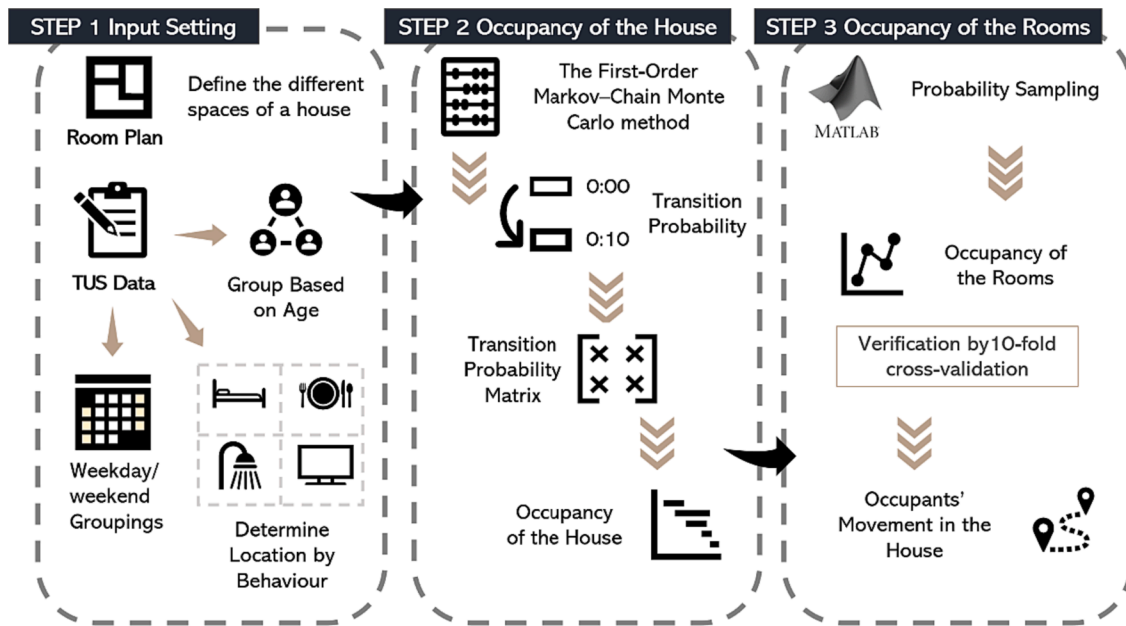 STEP 1 Input Setting
Define the different
spaces of a house
Room Plan
TUS Data
Group Based
on Age
Weekday/
weekend
Groupings
Determine
Location by
Behaviour
STEP 2 Occupancy of the House
The First-Order
Markov–Chain Monte
Carlo method
0:00
0:10
Transition
Probability
Transition
Probability
Matrix
Occupancy
of the House
STEP 3 Occupancy of the Rooms
MATLAB
Probability Sampling
Occupancy of
the Rooms
Verification by10-fold
cross-validation
Occupants’
Movement in the
House